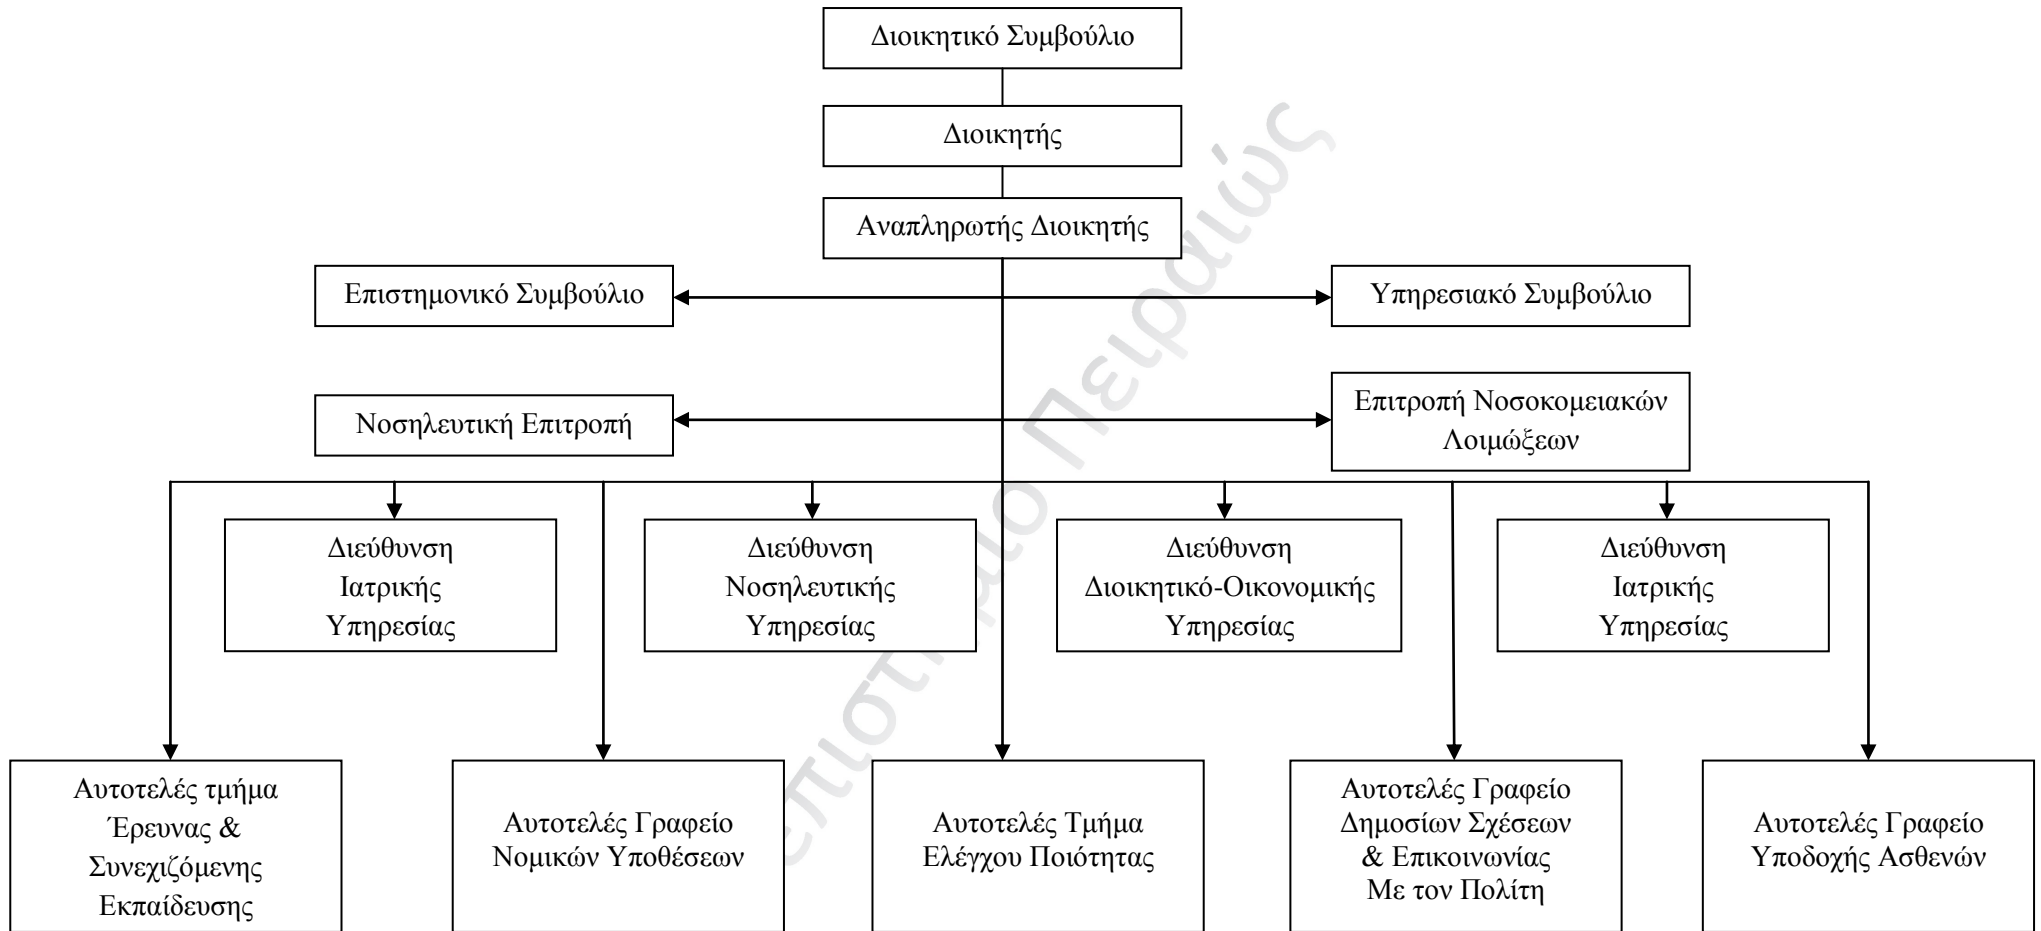 Διοικητικό Συμβούλιο
Διοικητής
Αναπληρωτής Διοικητής
Επιστημονικό Συμβούλιο
Υπηρεσιακό Συμβούλιο
Νοσηλευτική Επιτροπή
Επιτροπή Νοσοκομειακών
Λοιμώξεων
Διεύθυνση
Ιατρικής
Υπηρεσίας
Διεύθυνση
Νοσηλευτικής
Υπηρεσίας
Διεύθυνση
Διοικητικό-Οικονομικής
Υπηρεσίας
Διεύθυνση
Ιατρικής
Υπηρεσίας
Αυτοτελές τμήμα
Έρευνας &
Συνεχιζόμενης
Εκπαίδευσης
Αυτοτελές Γραφείο
Νομικών Υποθέσεων
Αυτοτελές Τμήμα
Ελέγχου Ποιότητας
Αυτοτελές Γραφείο
Δημοσίων Σχέσεων
& Επικοινωνίας
Με τον Πολίτη
Αυτοτελές Γραφείο
Υποδοχής Ασθενών
Πειραιώς